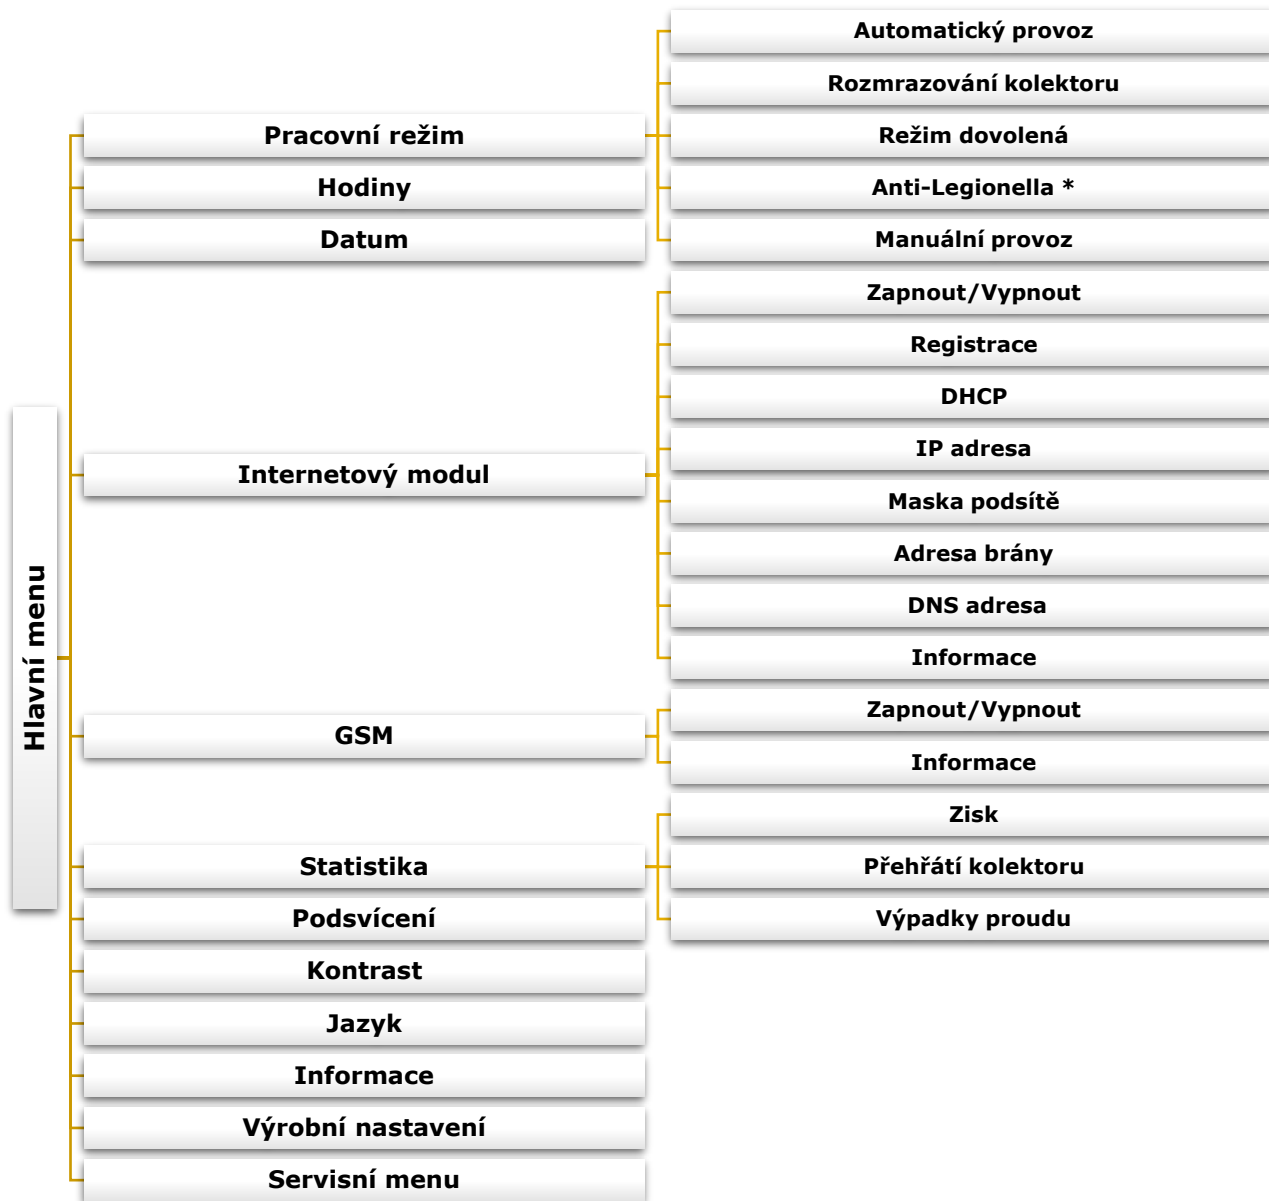 Hlavní menu
Pracovní režim
Automatický provoz
Rozmrazování kolektoru
Režim dovolená
Anti-Legionella *
Manuální provoz
Hodiny
Datum
Internetový modul
Zapnout/Vypnout
Registrace
DHCP
IP adresa
Maska podsítě
Adresa brány
DNS adresa
Informace
GSM
Zapnout/Vypnout
Informace
Statistika
Zisk
Přehřátí kolektoru
Výpadky proudu
Podsvícení
Kontrast
Jazyk
Informace
Výrobní nastavení
Servisní menu